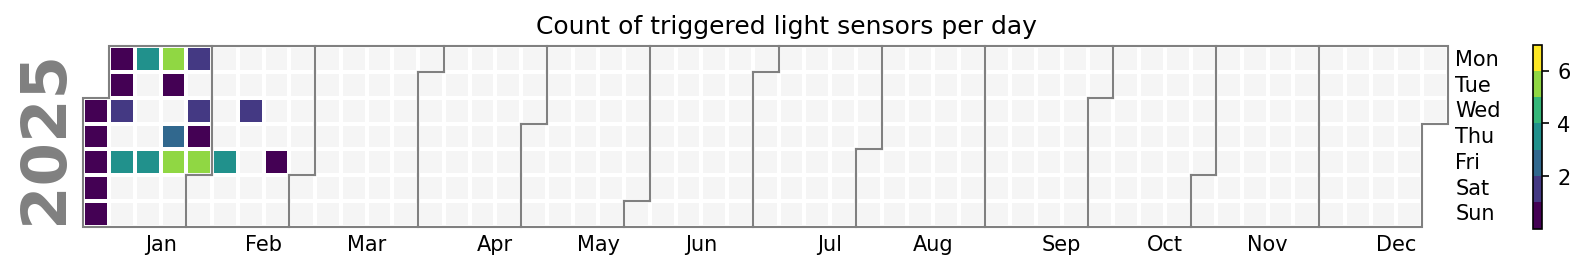 Count of triggered light sensors per day
2025
Mon
Tue
Wed
Thu
Fri
Sat
Sun
Jan Feb Mar Apr May Jun Jul Aug Sep Oct Nov Dec
6
4
2